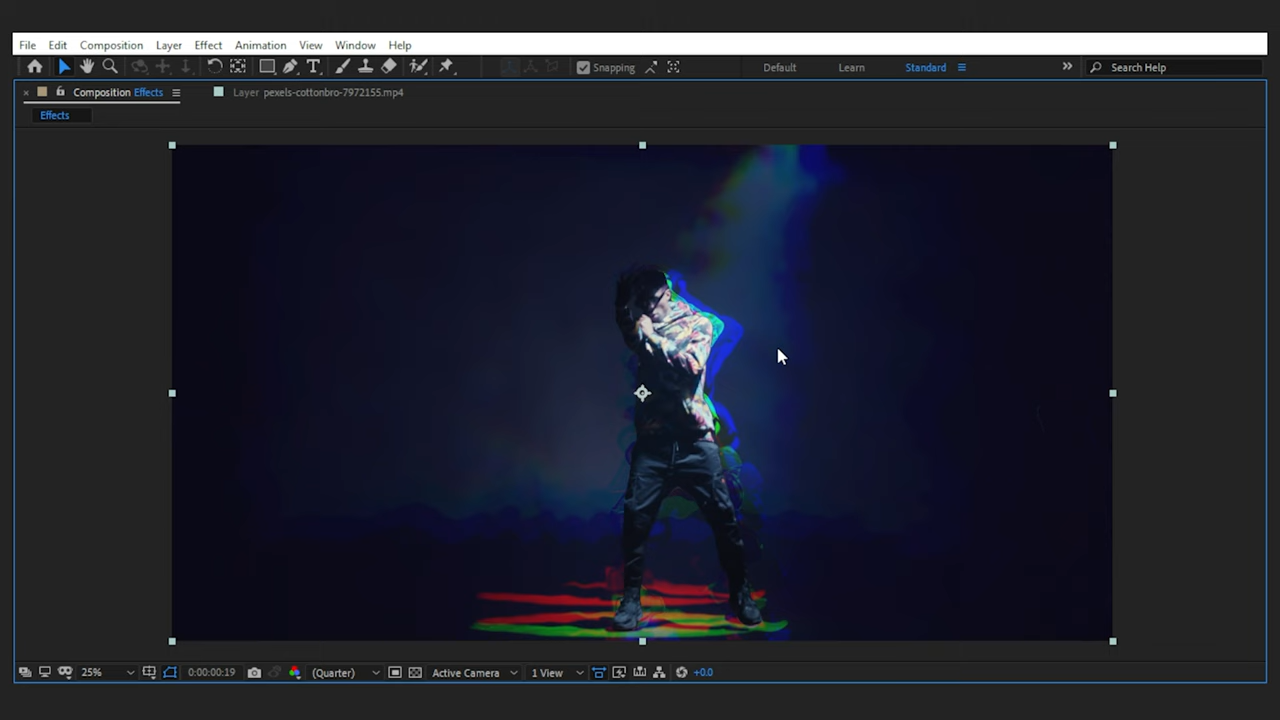 File Edit Composition Layer Effect Animation View Window Help
Snapping Default Learn Standard Search Help
Composition Effects Layer pexels-cottonbro-7972155.mp4
Effects
25% 0:00:00:19 (Quarter) Active Camera 1 View +0.0